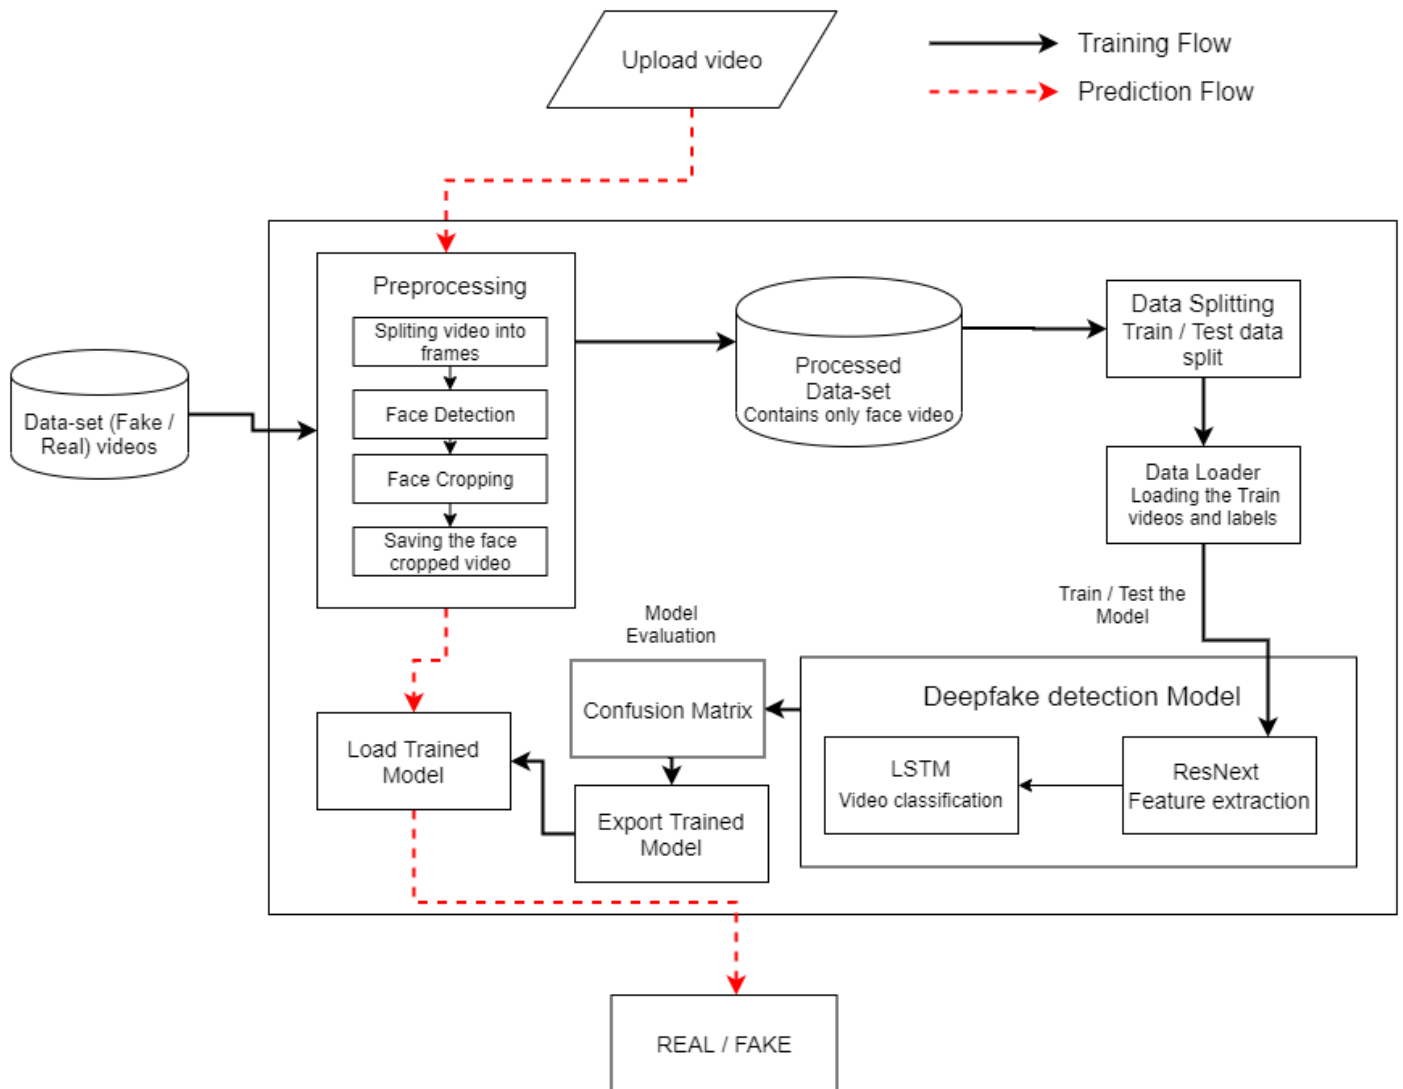 Upload video
Training Flow
Prediction Flow
Preprocessing
Spliting video into
frames
Face Detection
Face Cropping
Saving the face
cropped video
Data-set (Fake /
Real) videos
Processed
Data-set
Contains only face video
Data Splitting
Train / Test data
split
Data Loader
Loading the Train
videos and labels
Train / Test the
Model
Model
Evaluation
Confusion Matrix
Deepfake detection Model
LSTM
Video classification
ResNext
Feature extraction
Load Trained
Model
Export Trained
Model
REAL / FAKE